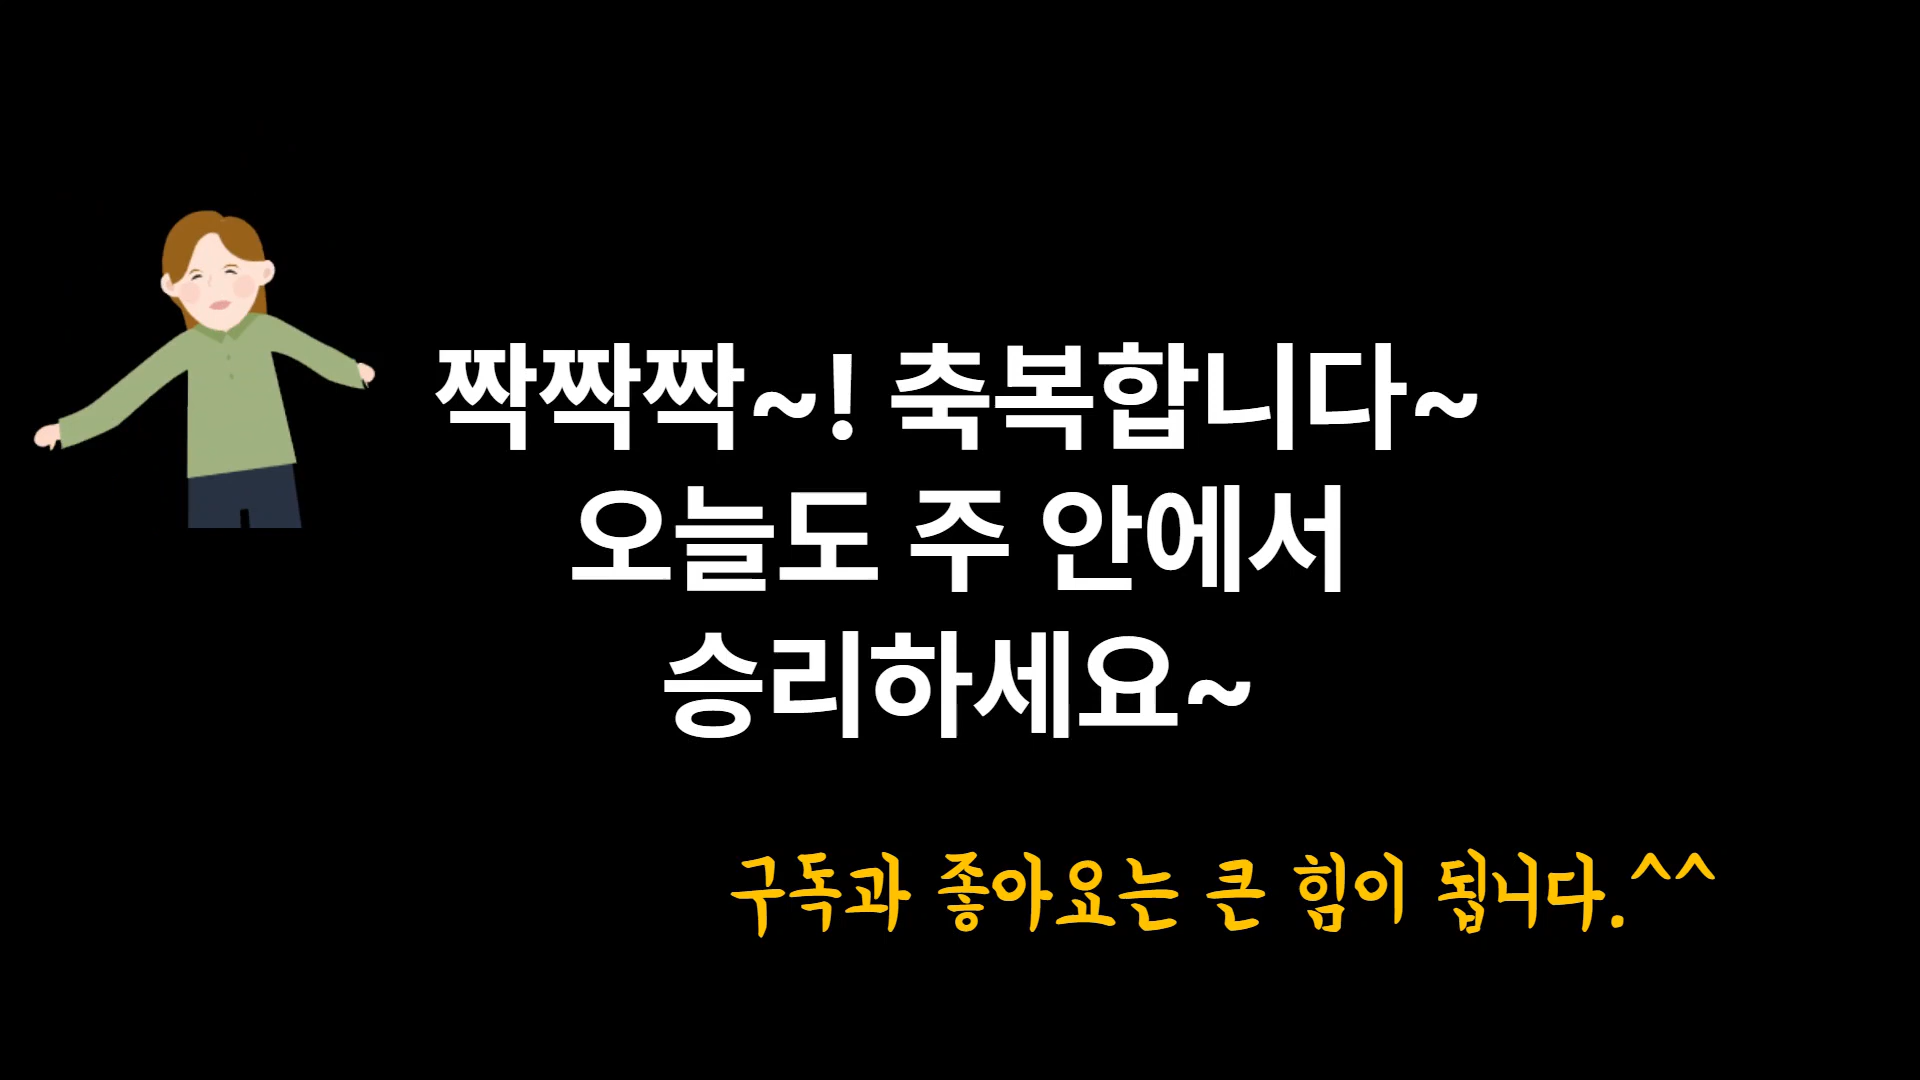 짝짝짝~! 축복합니다~
오늘도 주 안에서
승리하세요~
구독과 좋아요는 큰 힘이 됩니다.^^